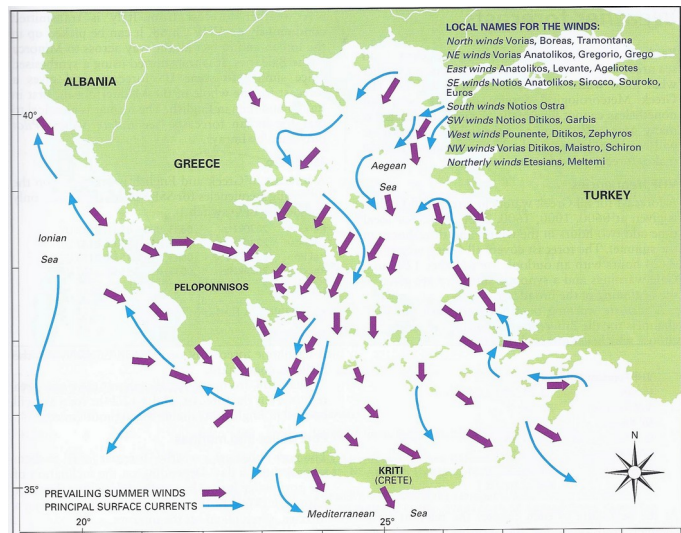 LOCAL NAMES FOR THE WINDS:
North winds Vorias, Boreas, Tramontana
NE winds Vorias Anatolikos, Gregorio, Grego
East winds Anatolikos, Levante, Ageliotes
SE winds Notios Anatolikos, Sirocco, Souroko,
Euros
South winds Notios Ostra
SW winds Notios Ditikos, Garbis
West winds Pounente, Ditikos, Zephyros
NW winds Vorias Ditikos, Maistro, Schiron
Northerly winds Etesians, Meltemi
ALBANIA
40°
GREECE
Aegean
Sea
TURKEY
Ionian
Sea
PELOPONNISOS
N
KRITI
(CRETE)
35°
PREVAILING SUMMER WINDS
PRINCIPAL SURFACE CURRENTS
Mediterranean Sea
20°
25°